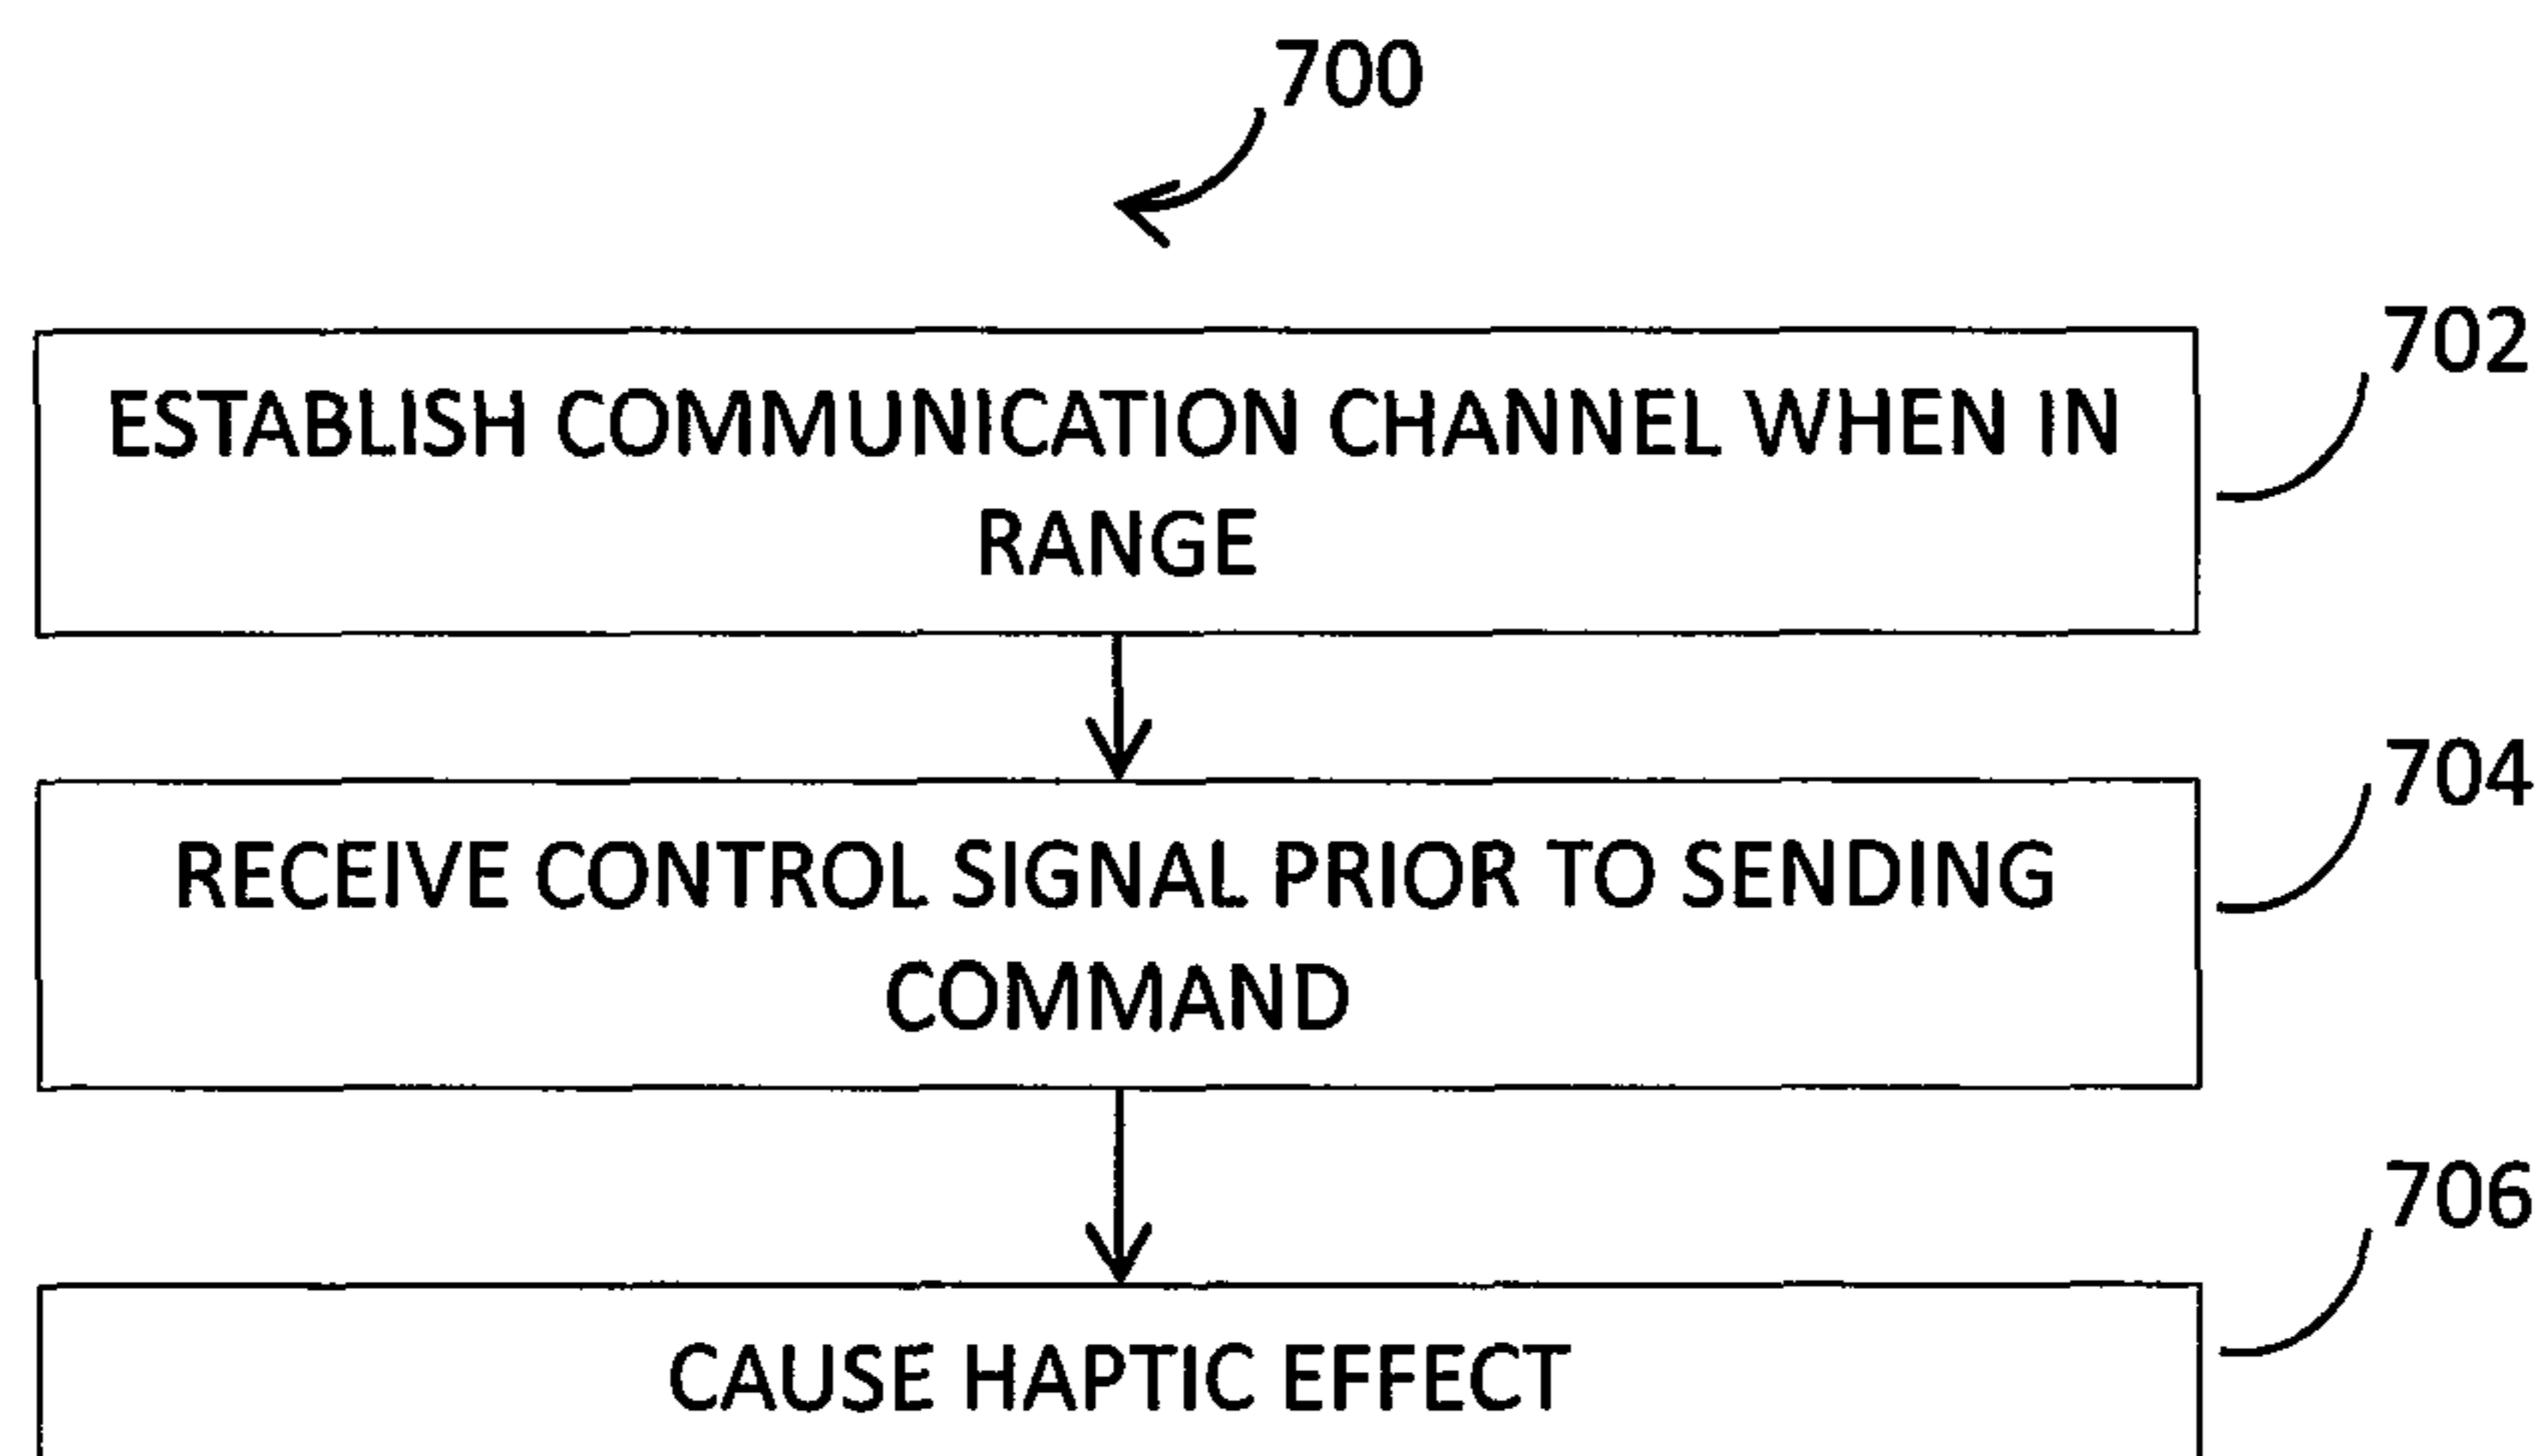 700
702
ESTABLISH COMMUNICATION CHANNEL WHEN IN
RANGE
704
RECEIVE CONTROL SIGNAL PRIOR TO SENDING
COMMAND
706
CAUSE HAPTIC EFFECT